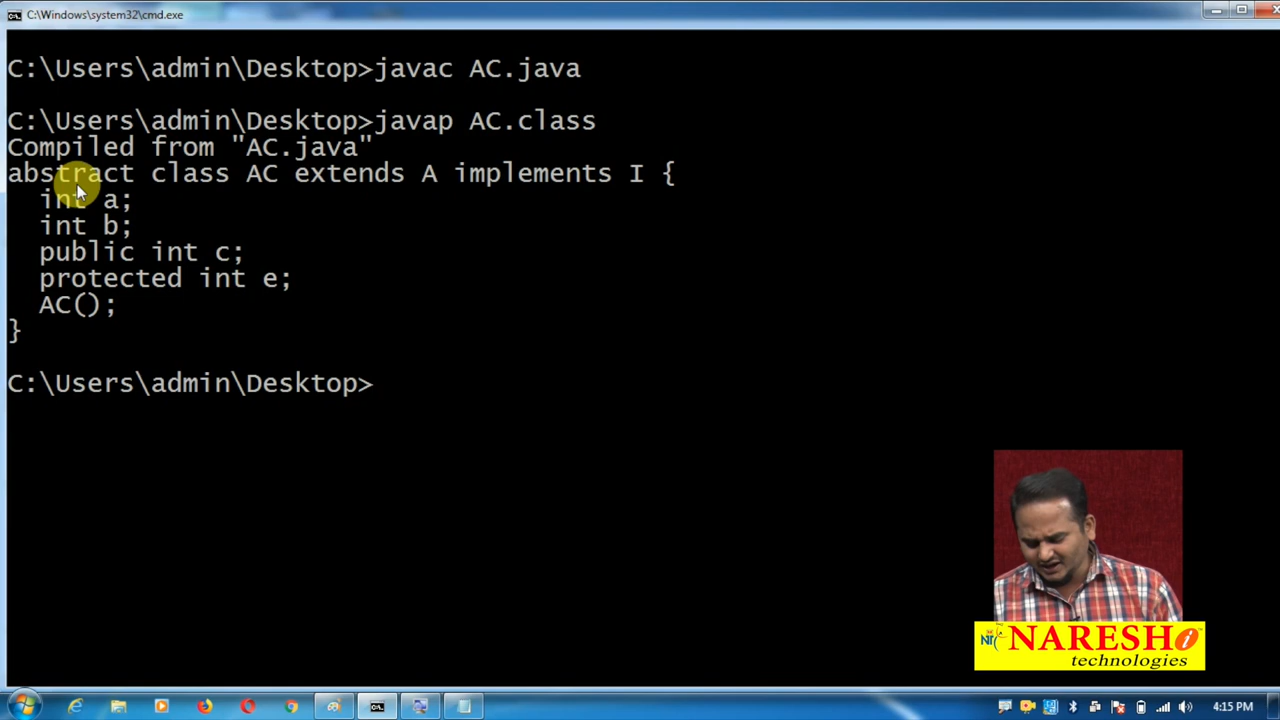 C:\Windows\system32\cmd.exe
C:\Users\admin\Desktop>javac AC.java
C:\Users\admin\Desktop>javap AC.class
Compiled from "AC.java"
abstract class AC extends A implements I {
int a;
int b;
public int c;
protected int e;
AC();
}
C:\Users\admin\Desktop>
NARESH i
technologies
4:15 PM